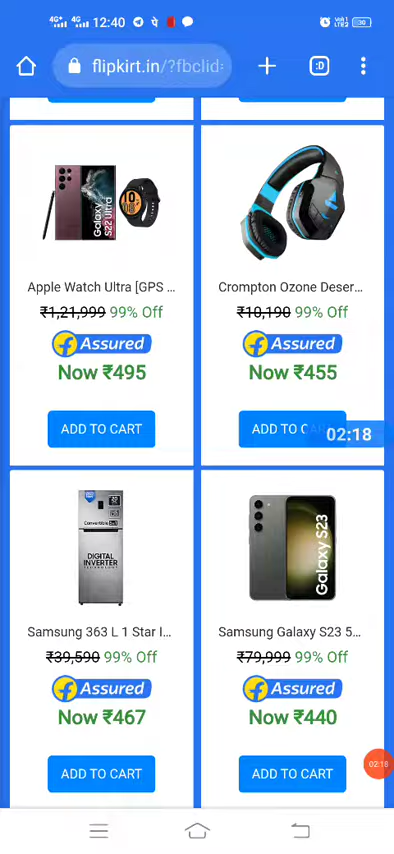 4G+ 4G 12:40
flipkirt.in/?fbclid=
:D
Galaxy S22 Ultra
Apple Watch Ultra [GPS ...
₹1,21,999 99% Off
Assured
Now ₹495
ADD TO CART
Crompton Ozone Deser...
₹10,190 99% Off
Assured
Now ₹455
ADD TO CA
02:18
DIGITAL
INVERTER
TECHNOLOGY
Samsung 363 L 1 Star I...
₹39,590 99% Off
Assured
Now ₹467
ADD TO CART
Galaxy S23
Samsung Galaxy S23 5...
₹79,999 99% Off
Assured
Now ₹440
ADD TO CART
02:18